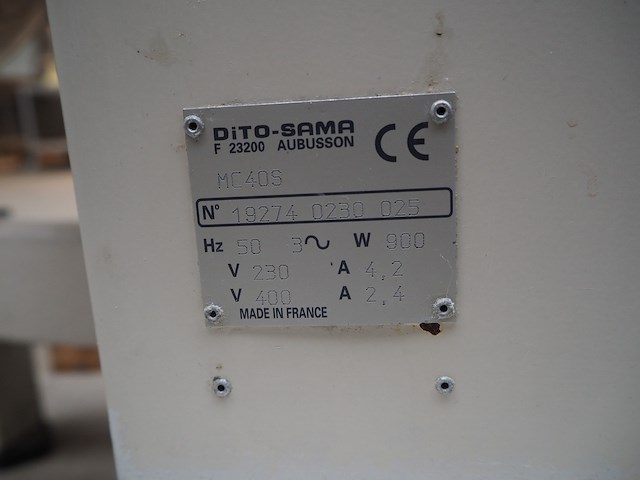 DiTO-SAMA
F 23200 AUBUSSON CE
MC40S
N° 19274 0230 025
Hz 50 3~ W 900
V 230 A 4,2
V 400 A 2,4
MADE IN FRANCE